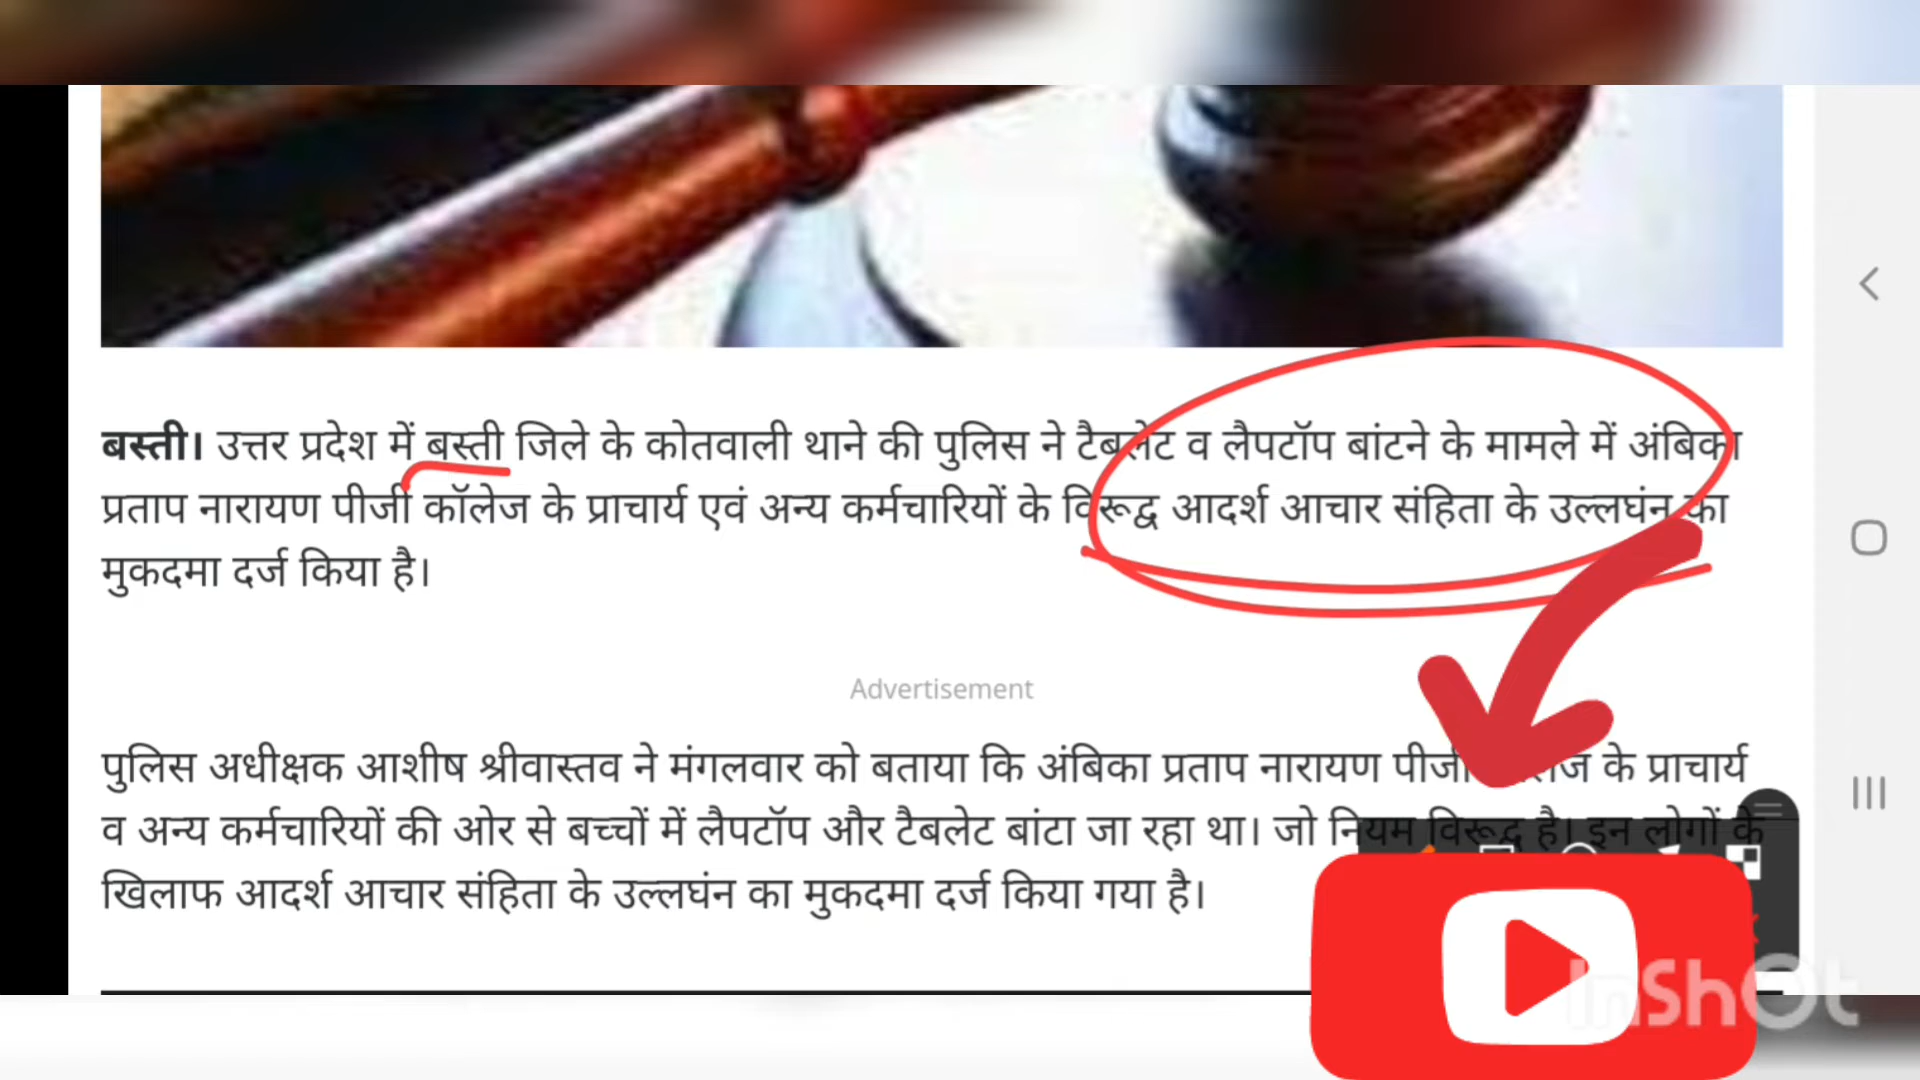 बस्ती। उत्तर प्रदेश में बस्ती जिले के कोतवाली थाने की पुलिस ने टैबलेट व लैपटॉप बांटने के मामले में अंबिका
प्रताप नारायण पीजी कॉलेज के प्राचार्य एवं अन्य कर्मचारियों के विरूद्व आदर्श आचार संहिता के उल्लघंन का
मुकदमा दर्ज किया है।
Advertisement
पुलिस अधीक्षक आशीष श्रीवास्तव ने मंगलवार को बताया कि अंबिका प्रताप नारायण पीजी के प्राचार्य
व अन्य कर्मचारियों की ओर से बच्चों में लैपटॉप और टैबलेट बांटा जा रहा था। जो नियम विरूद्व है। इन लोगों के
खिलाफ आदर्श आचार संहिता के उल्लघंन का मुकदमा दर्ज किया गया है।
InShOt